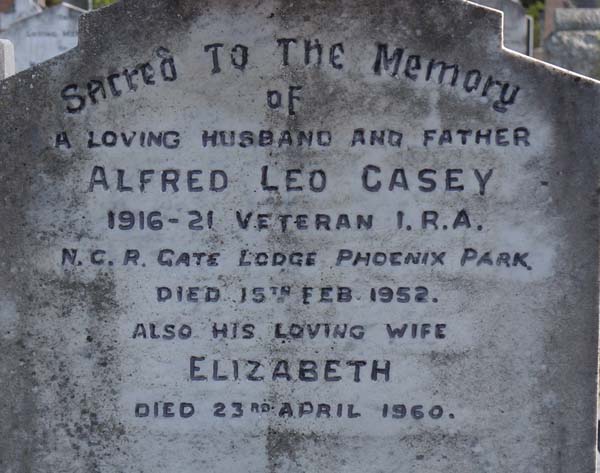 Sacred To The Memory
of
A LOVING HUSBAND AND FATHER
ALFRED LEO CASEY
1916-21 VETERAN I.R.A.
N.C.R. GATE LODGE PHOENIX PARK
DIED 15TH FEB 1952.
ALSO HIS LOVING WIFE
ELIZABETH
DIED 23RD APRIL 1960.